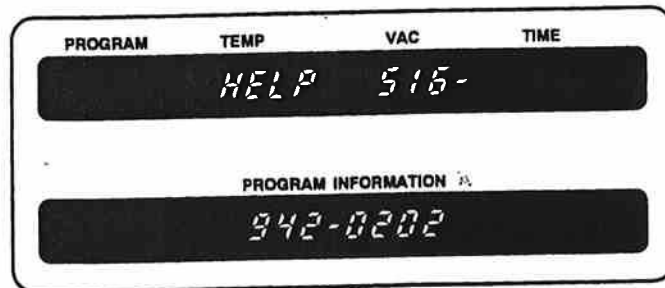 PROGRAM TEMP VAC TIME
HELP 516-
PROGRAM INFORMATION
942-0202